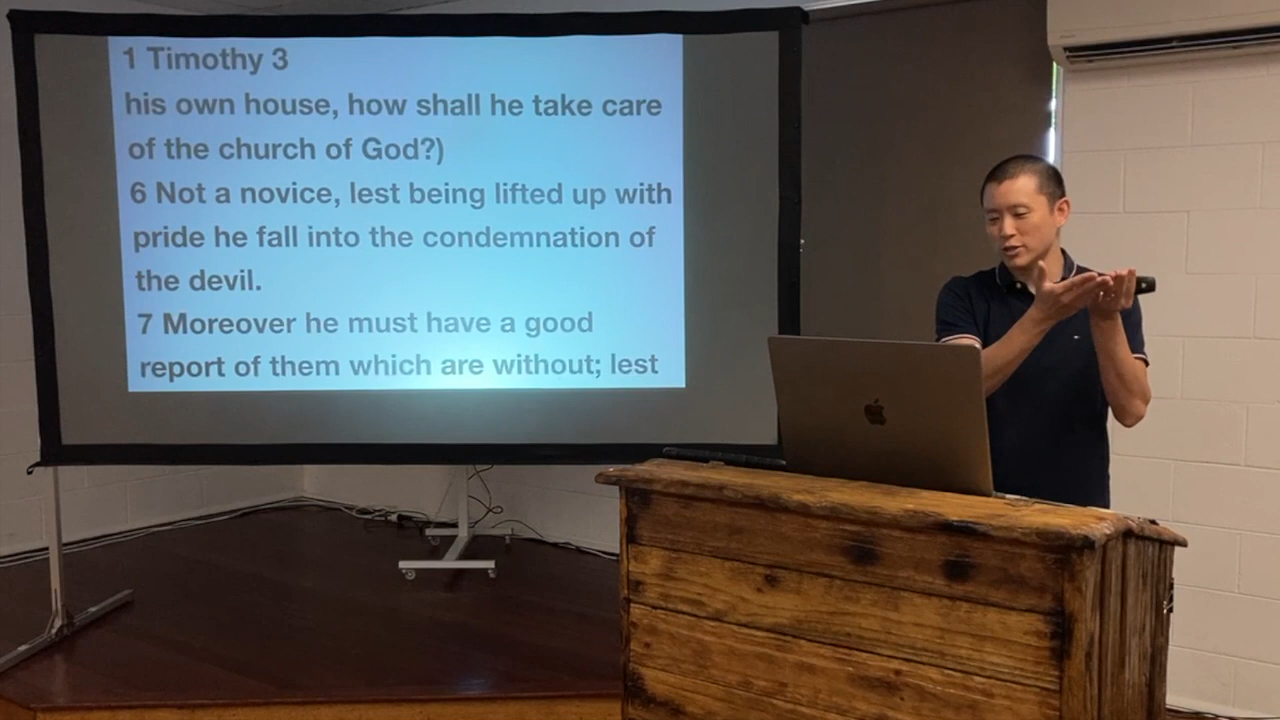 1 Timothy 3
his own house, how shall he take care
of the church of God?)
6 Not a novice, lest being lifted up with
pride he fall into the condemnation of
the devil.
7 Moreover he must have a good
report of them which are without; lest